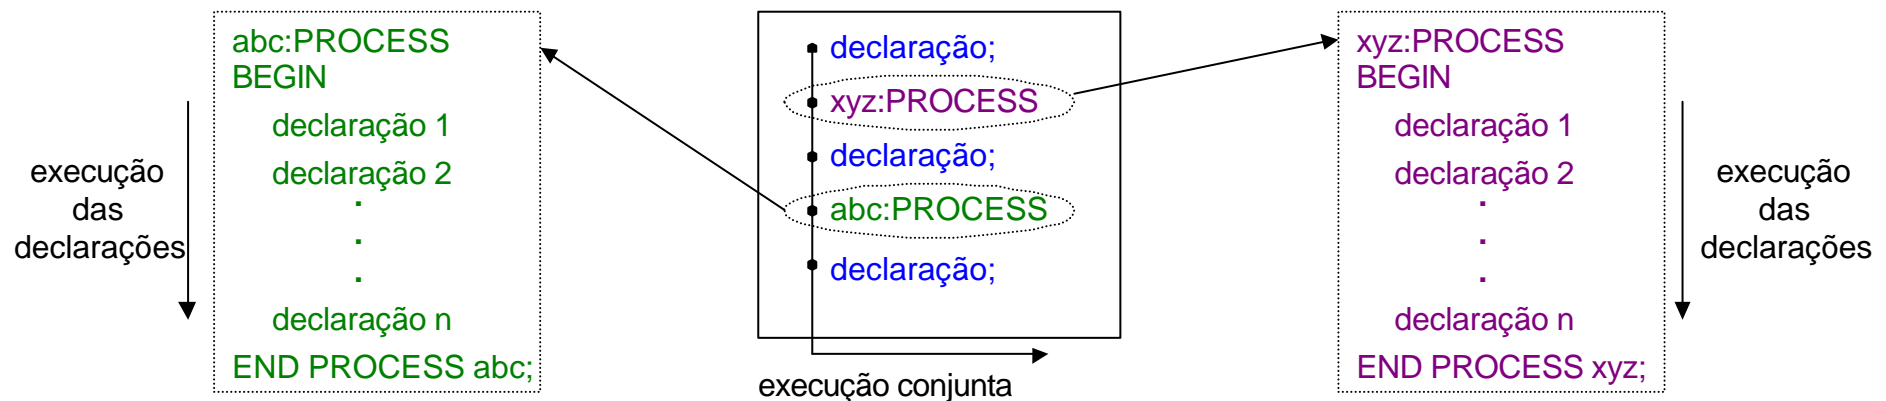 execução
das
declarações
abc:PROCESS
BEGIN
declaração 1
declaração 2
.
.
.
declaração n
END PROCESS abc;
declaração;
xyz:PROCESS
declaração;
abc:PROCESS
declaração;
execução conjunta
xyz:PROCESS
BEGIN
declaração 1
declaração 2
.
.
.
declaração n
END PROCESS xyz;
execução
das
declarações